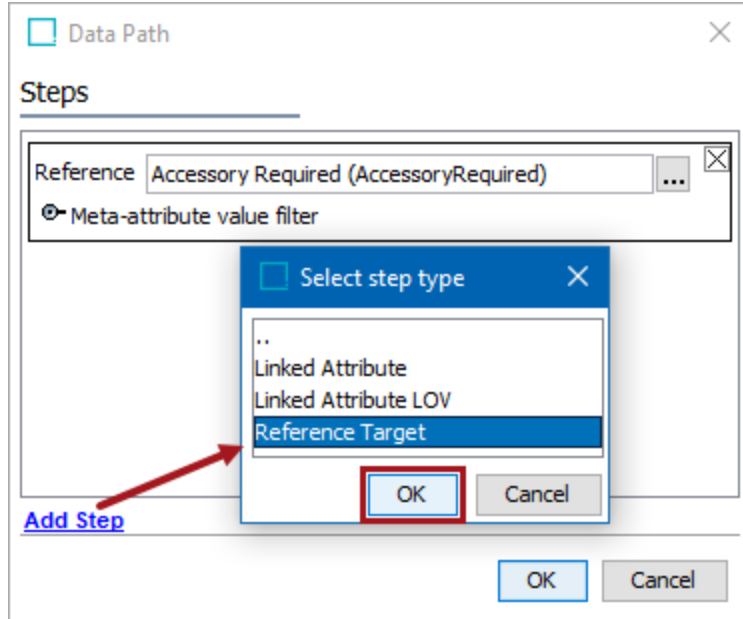 Data Path
Steps
Reference Accessory Required (AccessoryRequired) ...
Meta-attribute value filter
Select step type
..
Linked Attribute
Linked Attribute LOV
Reference Target
OK Cancel
Add Step
OK Cancel